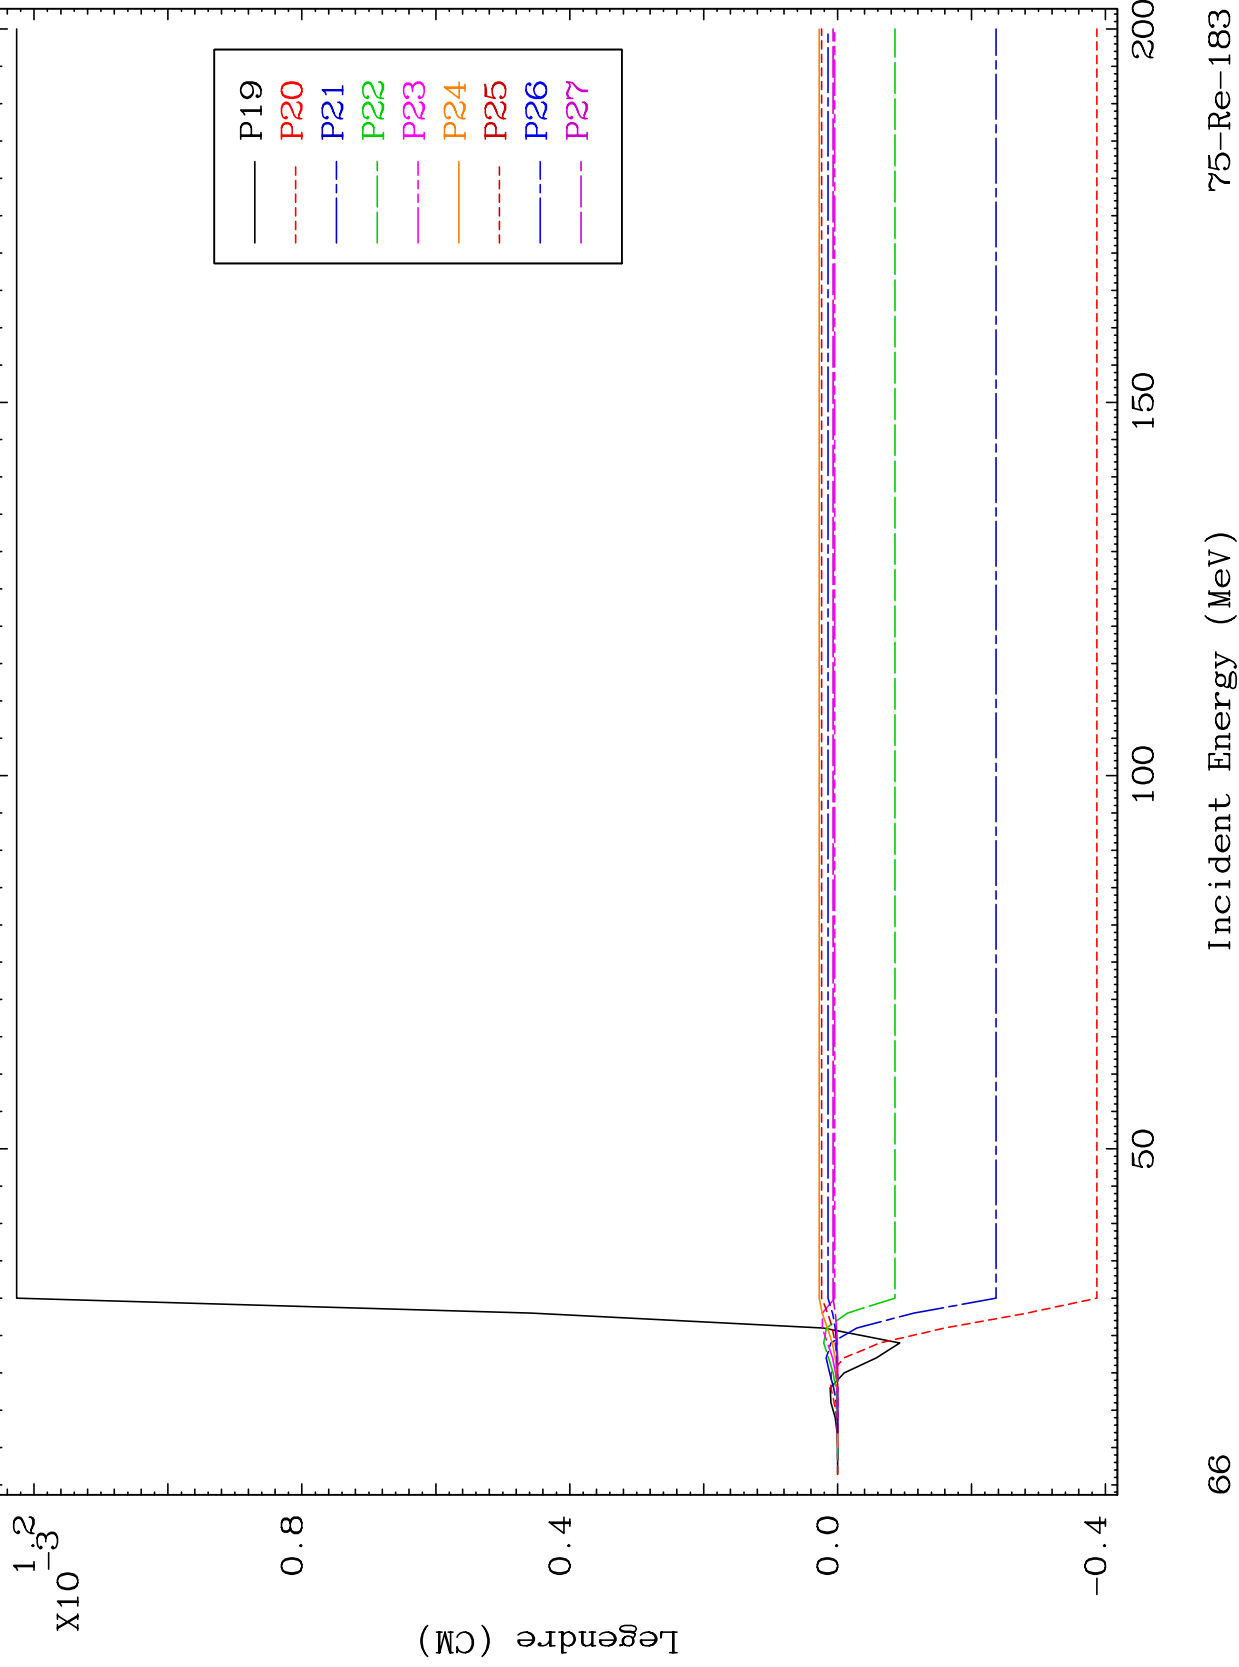 P19
P20
P21
P22
P23
P24
P25
P26
P27
1.2
X10
-3
0.8
0.4
0.0
-0.4
Legendre (CM)
50
100
150
200
Incident Energy (MeV)
66
75-Re-183